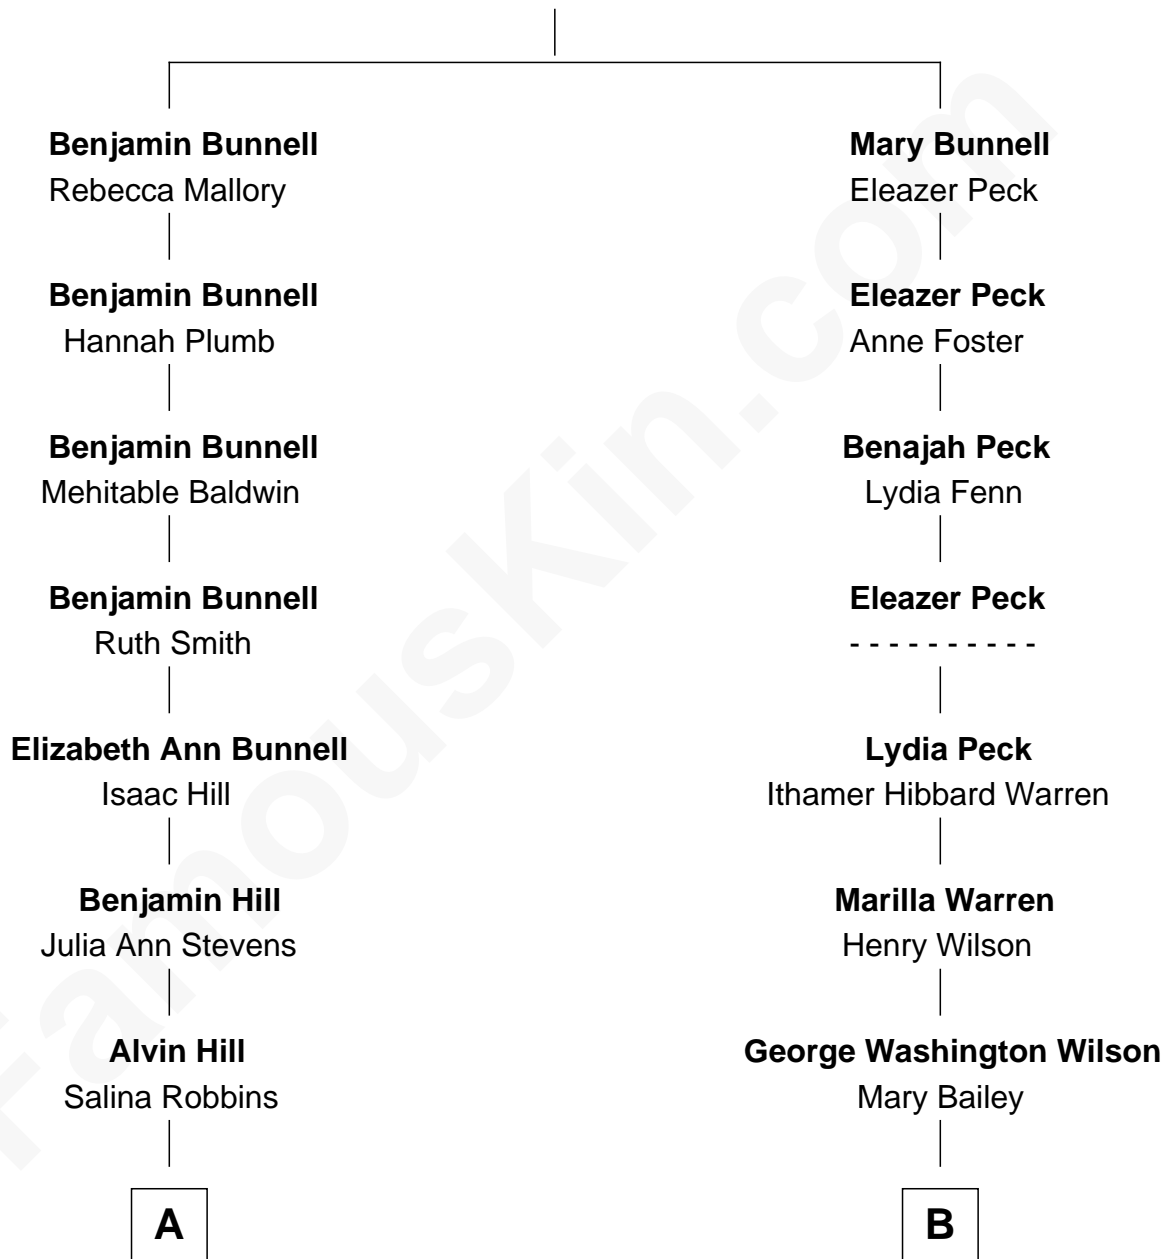 Benjamin Bunnell
Rebecca Mallory
Mary Bunnell
Eleazer Peck
Benjamin Bunnell
Hannah Plumb
Eleazer Peck
Anne Foster
Benjamin Bunnell
Mehitable Baldwin
Benajah Peck
Lydia Fenn
Benjamin Bunnell
Ruth Smith
Eleazer Peck
- - - - - - - - - -
Elizabeth Ann Bunnell
Isaac Hill
Lydia Peck
Ithamer Hibbard Warren
Benjamin Hill
Julia Ann Stevens
Marilla Warren
Henry Wilson
Alvin Hill
Salina Robbins
George Washington Wilson
Mary Bailey
A
B
FamousKin.com